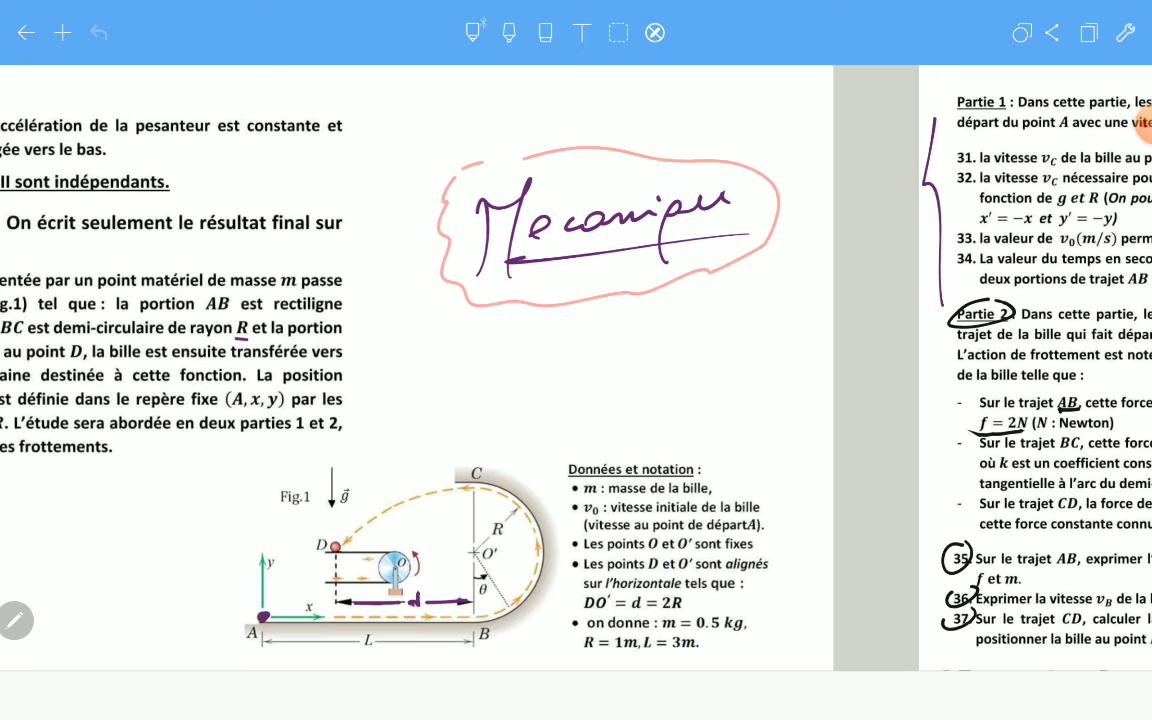 ccélération de la pesanteur est constante et
gée vers le bas.
II sont indépendants.
On écrit seulement le résultat final sur
entée par un point matériel de masse m passe
g.1) tel que : la portion AB est rectiligne
BC est demi-circulaire de rayon R et la portion
au point D, la bille est ensuite transférée vers
aine destinée à cette fonction. La position
st définie dans le repère fixe (A, x, y) par les
R. L'étude sera abordée en deux parties 1 et 2,
es frottements.
Mecanique
Fig.1
g
C
R
D
O
O'
y
θ
x
d
A
L
B
Données et notation :
• m : masse de la bille,
• v₀ : vitesse initiale de la bille
(vitesse au point de départA).
• Les points O et O' sont fixes
• Les points D et O' sont alignés
sur l'horizontale tels que :
DO' = d = 2R
• on donne : m = 0.5 kg,
R = 1m, L = 3m.
Partie 1 : Dans cette partie, les
départ du point A avec une vite
31. la vitesse v_C de la bille au p
32. la vitesse v_C nécessaire pou
fonction de g et R (On pou
x' = −x et y' = −y)
33. la valeur de v₀(m/s) perm
34. La valeur du temps en seco
deux portions de trajet AB
Partie 2: Dans cette partie, le
trajet de la bille qui fait dépar
L'action de frottement est noté
de la bille telle que :
- Sur le trajet AB, cette force
f = 2N (N : Newton)
- Sur le trajet BC, cette forc
où k est un coefficient cons
tangentielle à l'arc du demi-
- Sur le trajet CD, la force de
cette force constante connu
35. Sur le trajet AB, exprimer l'
f et m.
36. Exprimer la vitesse v_B de la b
37. Sur le trajet CD, calculer la
positionner la bille au point